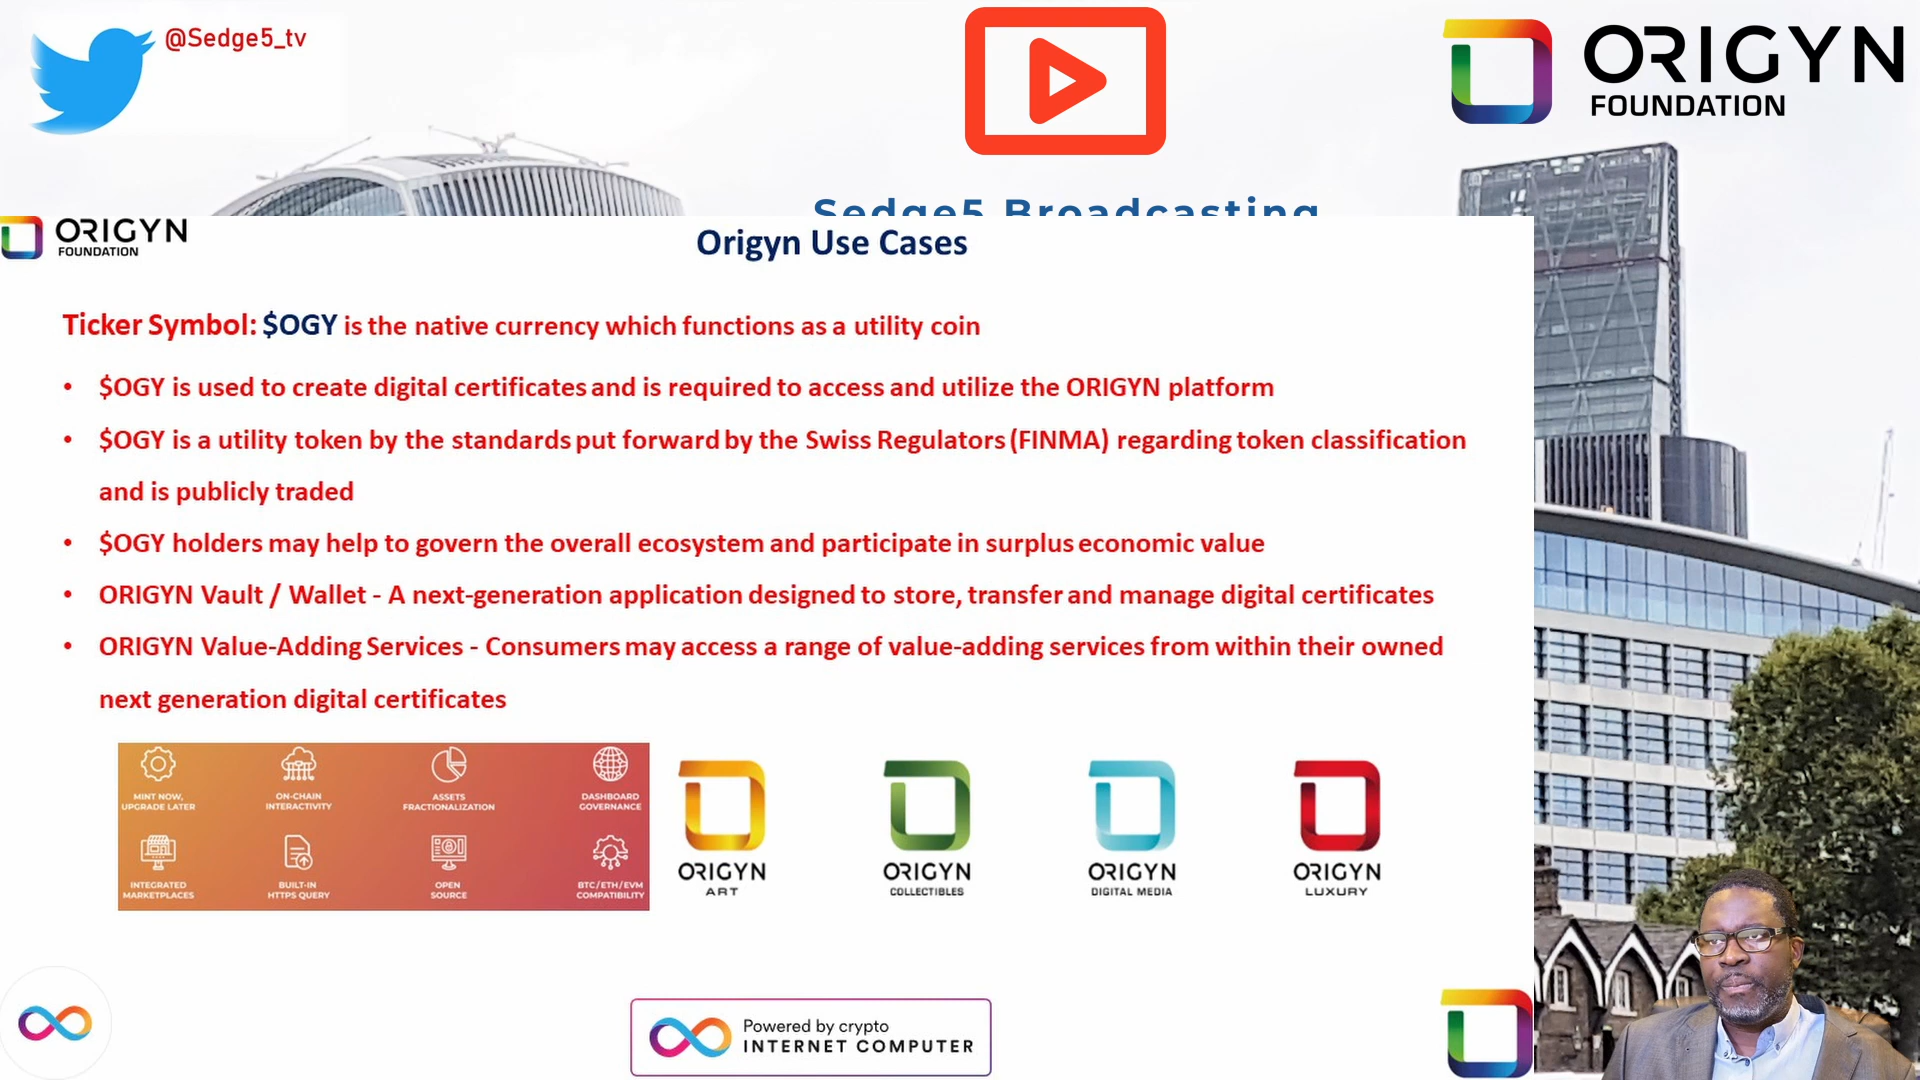 @Sedge5_tv
ORIGYN
FOUNDATION
Sedge5 Broadcasting
ORIGYN
FOUNDATION
Origyn Use Cases
Ticker Symbol: $OGY is the native currency which functions as a utility coin
• $OGY is used to create digital certificates and is required to access and utilize the ORIGYN platform
• $OGY is a utility token by the standards put forward by the Swiss Regulators (FINMA) regarding token classification
and is publicly traded
• $OGY holders may help to govern the overall ecosystem and participate in surplus economic value
• ORIGYN Vault / Wallet - A next-generation application designed to store, transfer and manage digital certificates
• ORIGYN Value-Adding Services - Consumers may access a range of value-adding services from within their owned
next generation digital certificates
MINT NOW,
UPGRADE LATER
ON-CHAIN
INTERACTIVITY
ASSETS
FRACTIONALIZATION
DASHBOARD
GOVERNANCE
INTEGRATED
MARKETPLACES
BUILT-IN
HTTPS QUERY
OPEN
SOURCE
BTC/ETH/EVM
COMPATIBILITY
ORIGYN
ART
ORIGYN
COLLECTIBLES
ORIGYN
DIGITAL MEDIA
ORIGYN
LUXURY
Powered by crypto
INTERNET COMPUTER